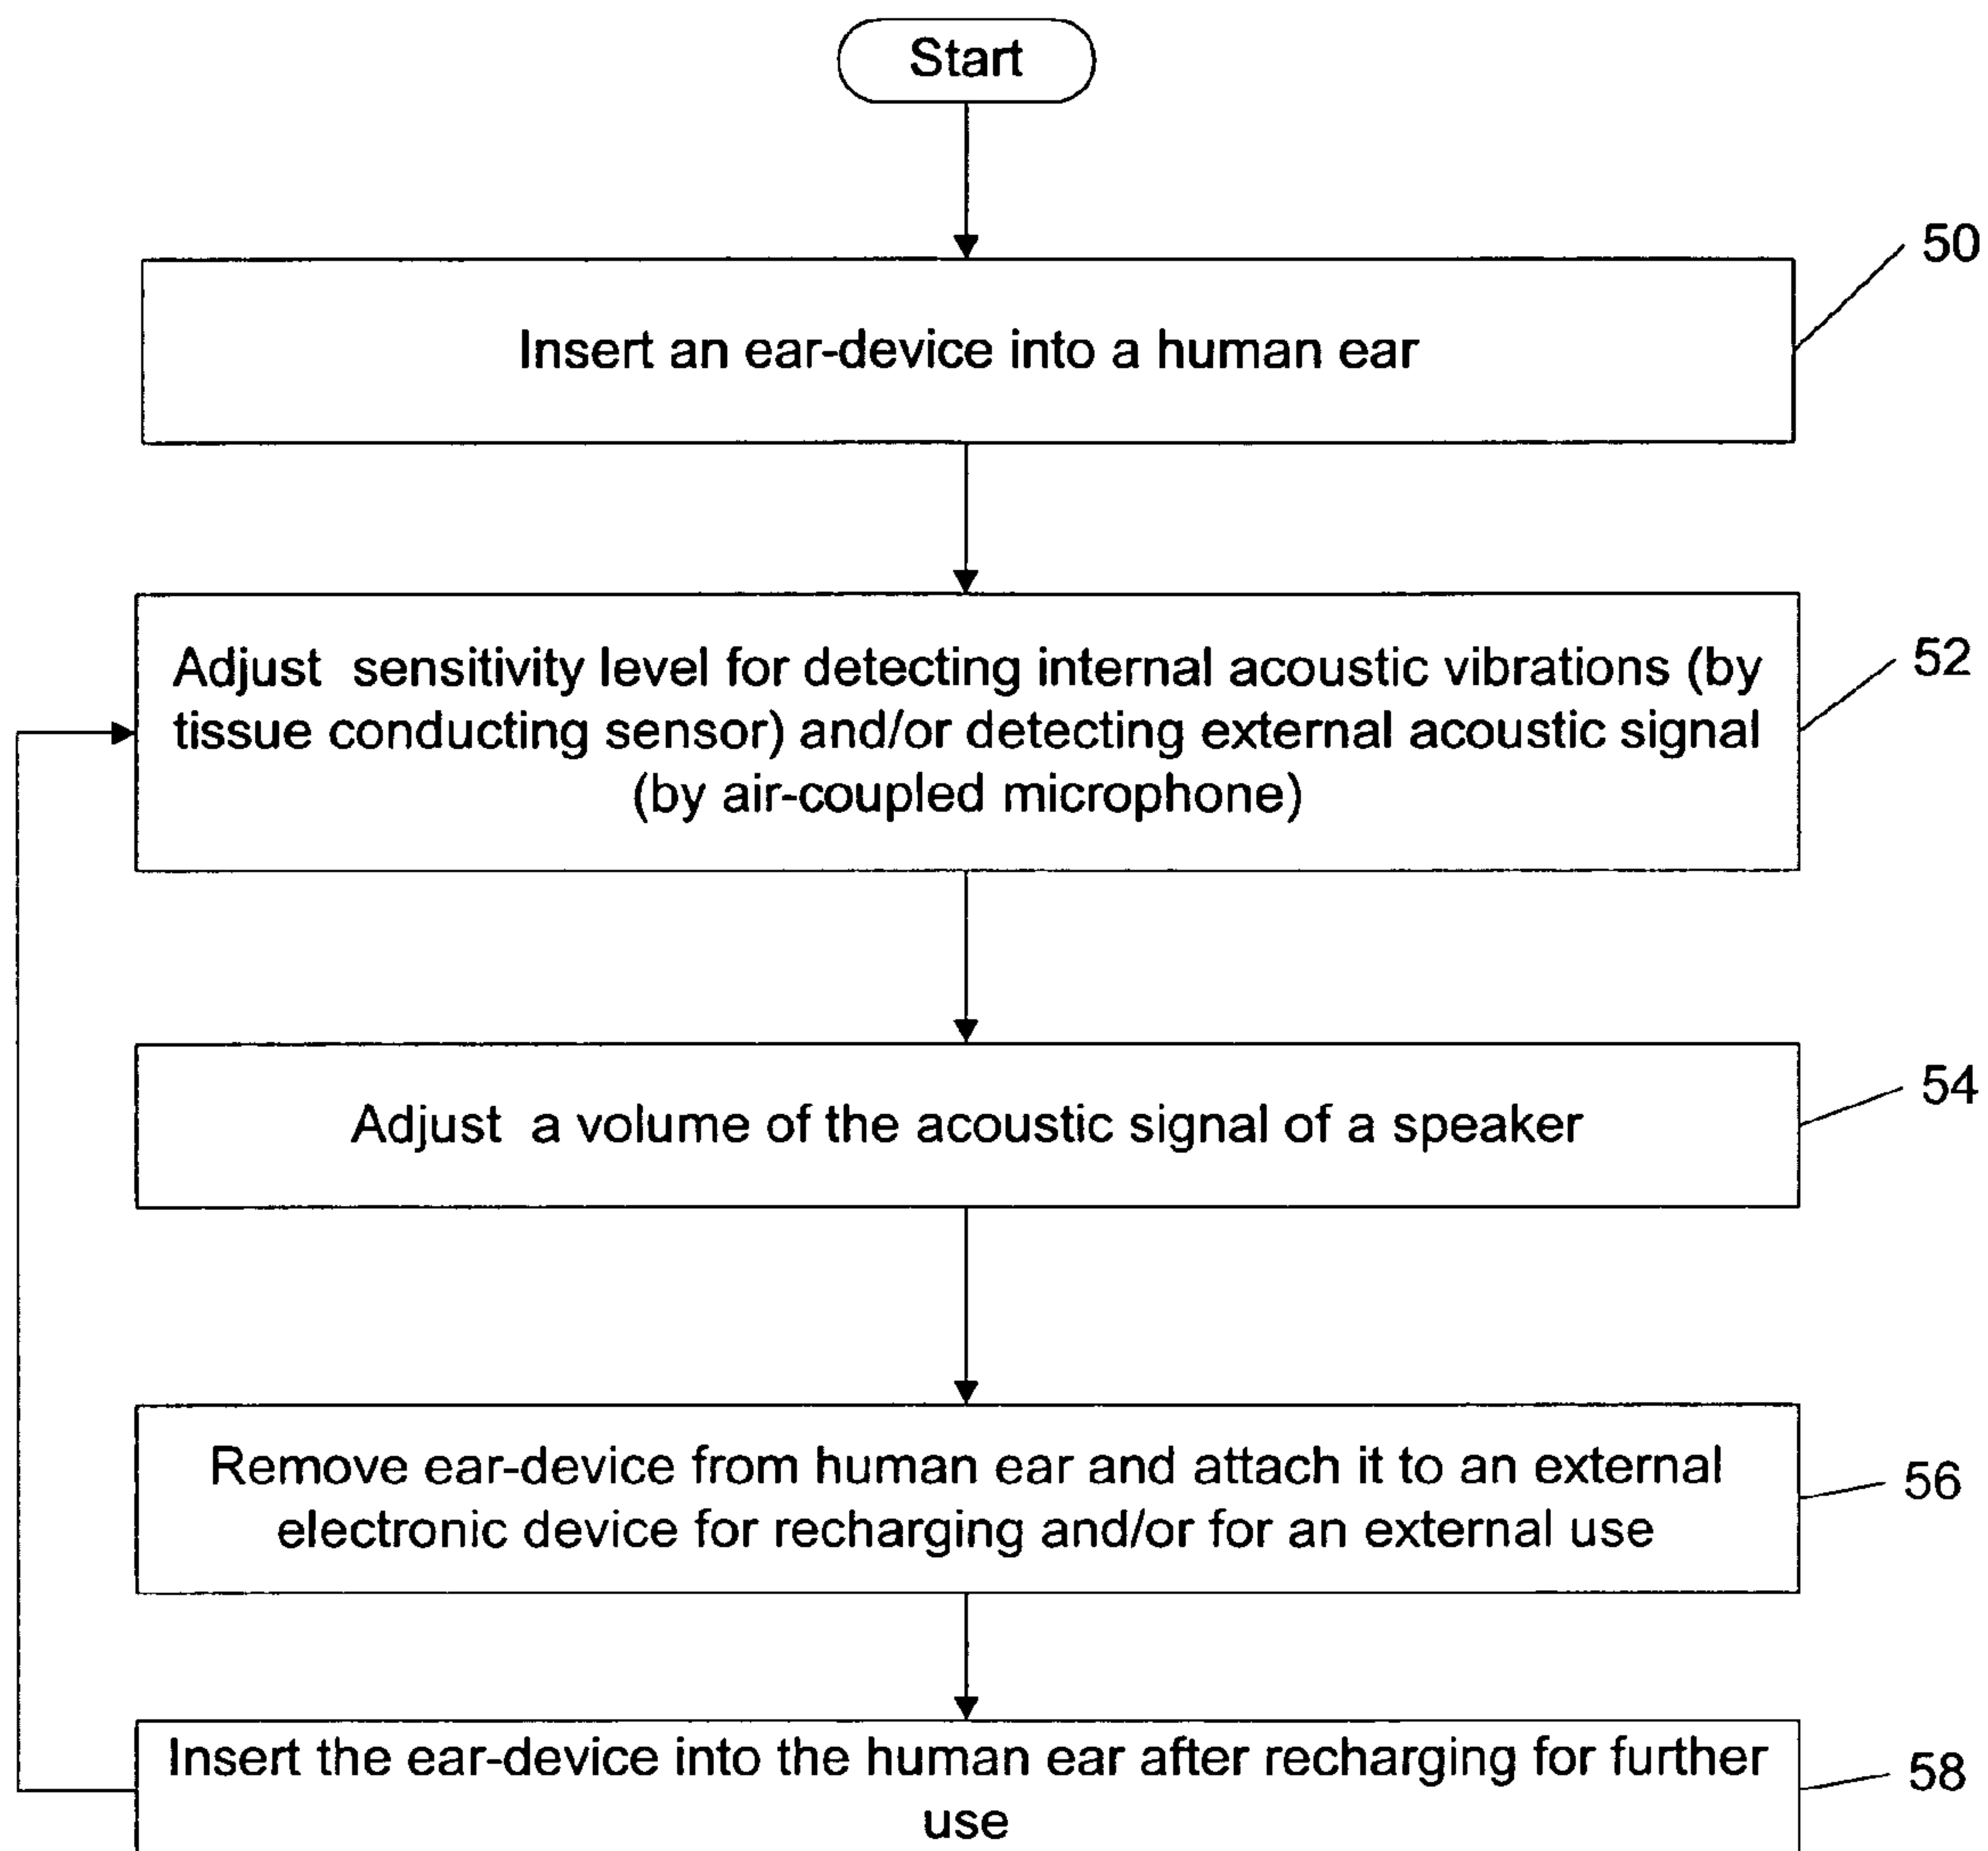 Start
50
Insert an ear-device into a human ear
52
Adjust sensitivity level for detecting internal acoustic vibrations (by
tissue conducting sensor) and/or detecting external acoustic signal
(by air-coupled microphone)
54
Adjust a volume of the acoustic signal of a speaker
56
Remove ear-device from human ear and attach it to an external
electronic device for recharging and/or for an external use
58
Insert the ear-device into the human ear after recharging for further
use